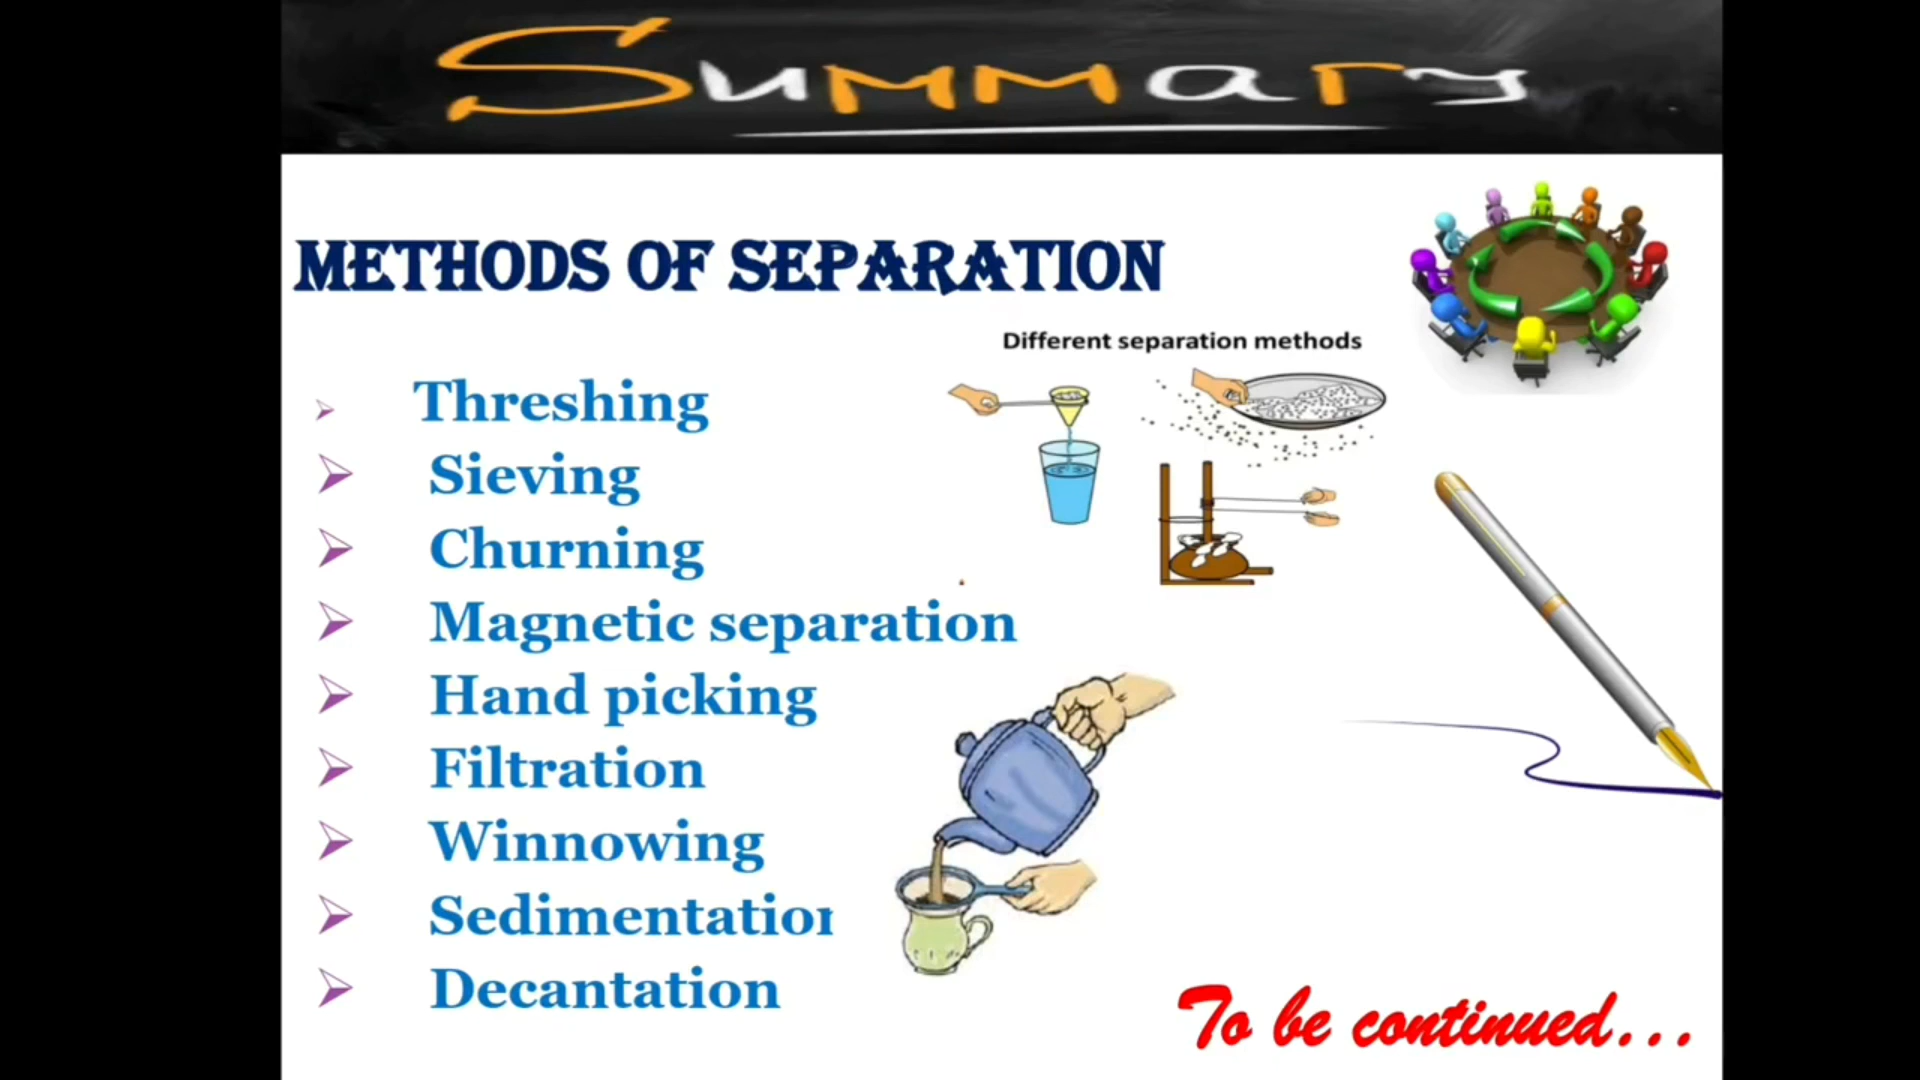 Summary
METHODS OF SEPARATION
Different separation methods
Threshing
Sieving
Churning
Magnetic separation
Hand picking
Filtration
Winnowing
Sedimentation
Decantation
To be continued...